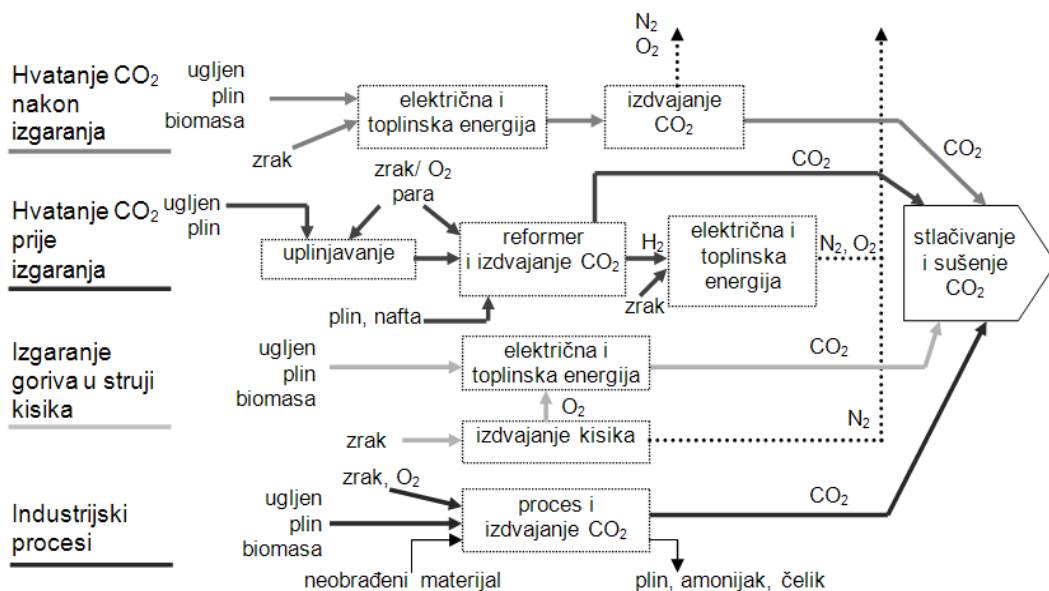 N₂
O₂
Hvatanje CO₂
nakon
izgaranja
ugljen
plin
biomasa
zrak
električna i
toplinska energija
izdvajanje
CO₂
CO₂
Hvatanje CO₂
prije
izgaranja
ugljen
plin
zrak/ O₂
para
uplinjavanje
reformer
i izdvajanje CO₂
plin, nafta
CO₂
H₂
zrak
električna i
toplinska
energija
N₂, O₂
stlačivanje
i sušenje
CO₂
Izgaranje
goriva u struji
kisika
ugljen
plin
biomasa
električna i
toplinska energija
CO₂
O₂
zrak
izdvajanje kisika
N₂
Industrijski
procesi
zrak, O₂
ugljen
plin
biomasa
proces i
izdvajanje CO₂
CO₂
neobrađeni materijal
plin, amonijak, čelik